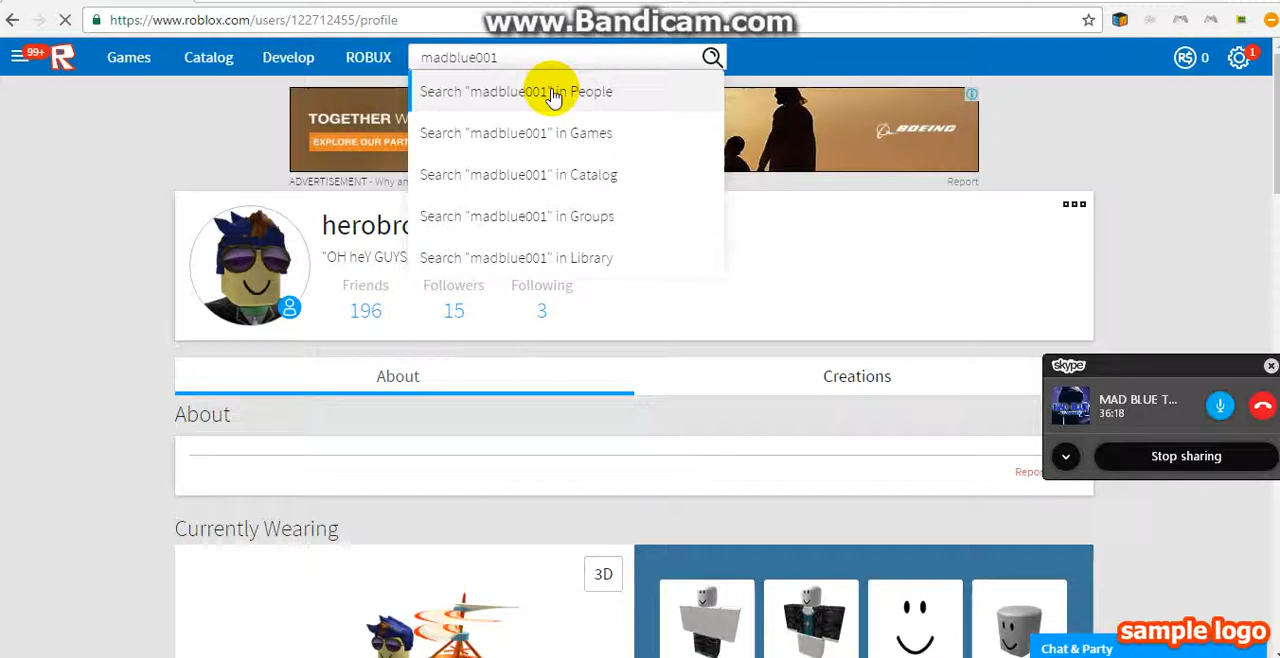 https://www.roblox.com/users/122712455/profile
www.Bandicam.com
99+
Games
Catalog
Develop
ROBUX
madblue001
R$ 0
1
Search "madblue001" in People
Search "madblue001" in Games
Search "madblue001" in Catalog
Search "madblue001" in Groups
Search "madblue001" in Library
TOGETHER
EXPLORE OUR
BOEING
ADVERTISEMENT - Why
Report
herobro
"OH heY GUYS
Friends
Followers
Following
196
15
3
About
Creations
skype
MAD BLUE T...
36:18
Stop sharing
About
Repor
Currently Wearing
3D
sample logo
Chat & Party